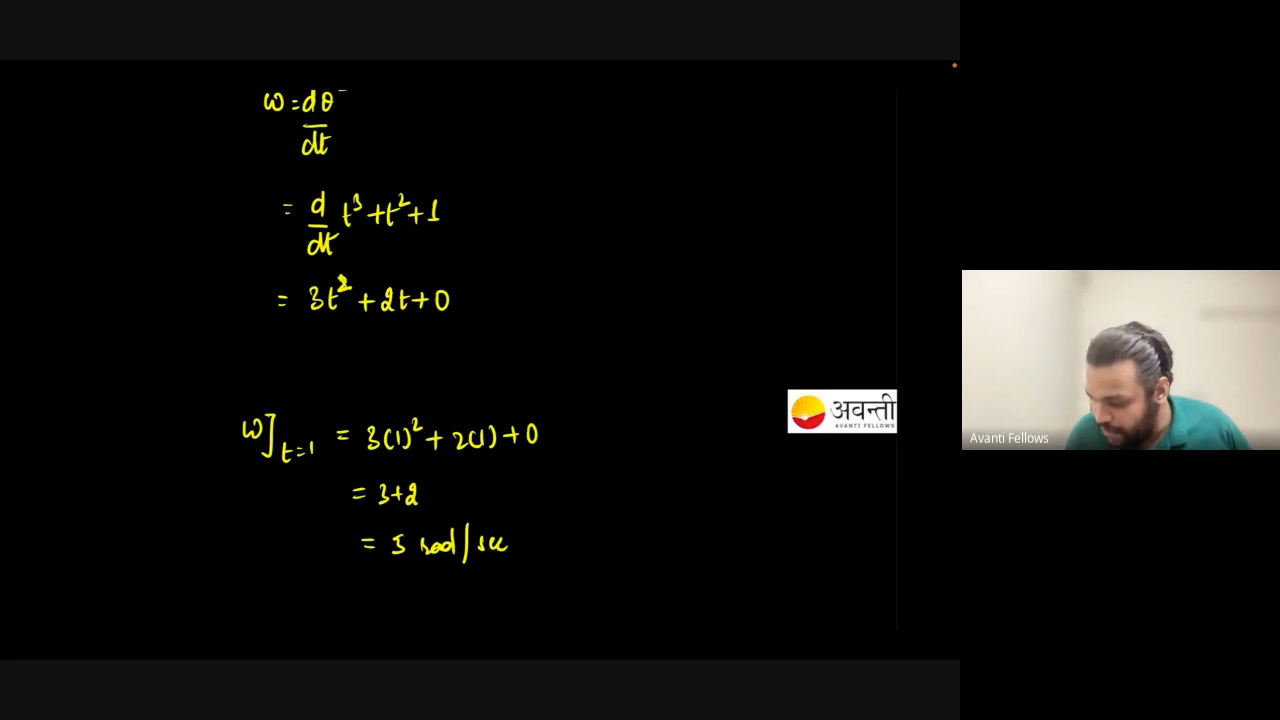 ω = dθ
dt
= d t³ + t² + 1
dt
= 3t² + 2t + 0
ω]t=1 = 3(1)² + 2(1) + 0
= 3+2
= 5 rad/sec
अवन्ती
AVANTI FELLOWS
Avanti Fellows